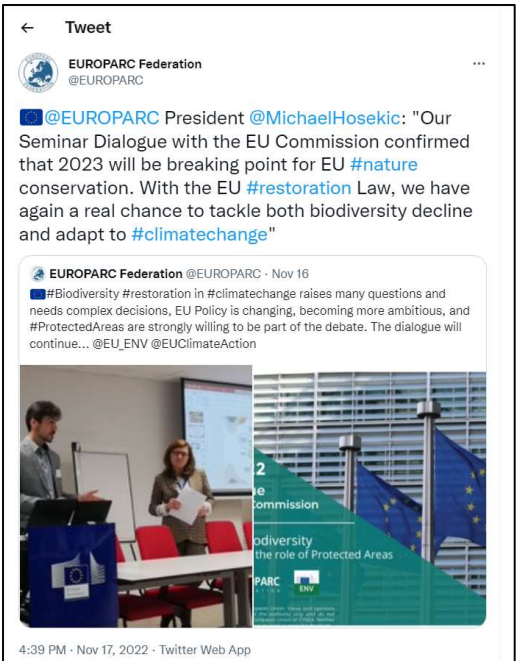 ← Tweet
EUROPARC Federation
@EUROPARC
@EUROPARC President @MichaelHosekic: "Our
Seminar Dialogue with the EU Commission confirmed
that 2023 will be breaking point for EU #nature
conservation. With the EU #restoration Law, we have
again a real chance to tackle both biodiversity decline
and adapt to #climatechange"
EUROPARC Federation @EUROPARC · Nov 16
#Biodiversity #restoration in #climatechange raises many questions and
needs complex decisions, EU Policy is changing, becoming more ambitious, and
#ProtectedAreas are strongly willing to be part of the debate. The dialogue will
continue... @EU_ENV @EUClimateAction
ommission
odiversity
the role of Protected Areas
PARC
ENV
4:39 PM · Nov 17, 2022 · Twitter Web App